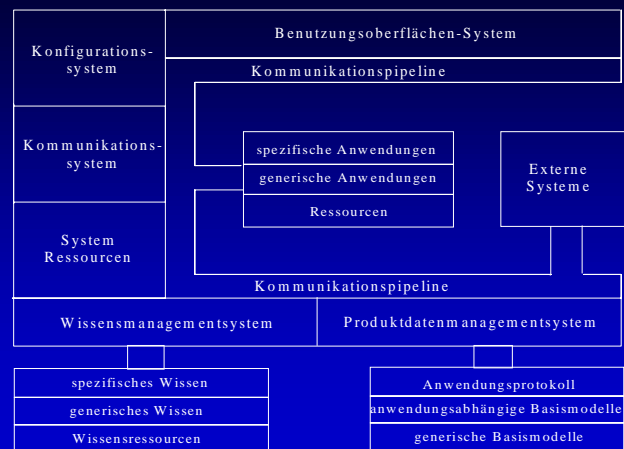 Benutzungsoberflächen-System
Konfigurations-
system
Kommunikationspipeline
Kommunikations-
system
spezifische Anwendungen
generische Anwendungen
Ressourcen
Externe
Systeme
System
Ressourcen
Kommunikationspipeline
Wissensmanagementsystem
Produktdatenmanagementsystem
spezifisches Wissen
generisches Wissen
Wissensressourcen
Anwendungsprotokoll
anwendungsabhängige Basismodelle
generische Basismodelle